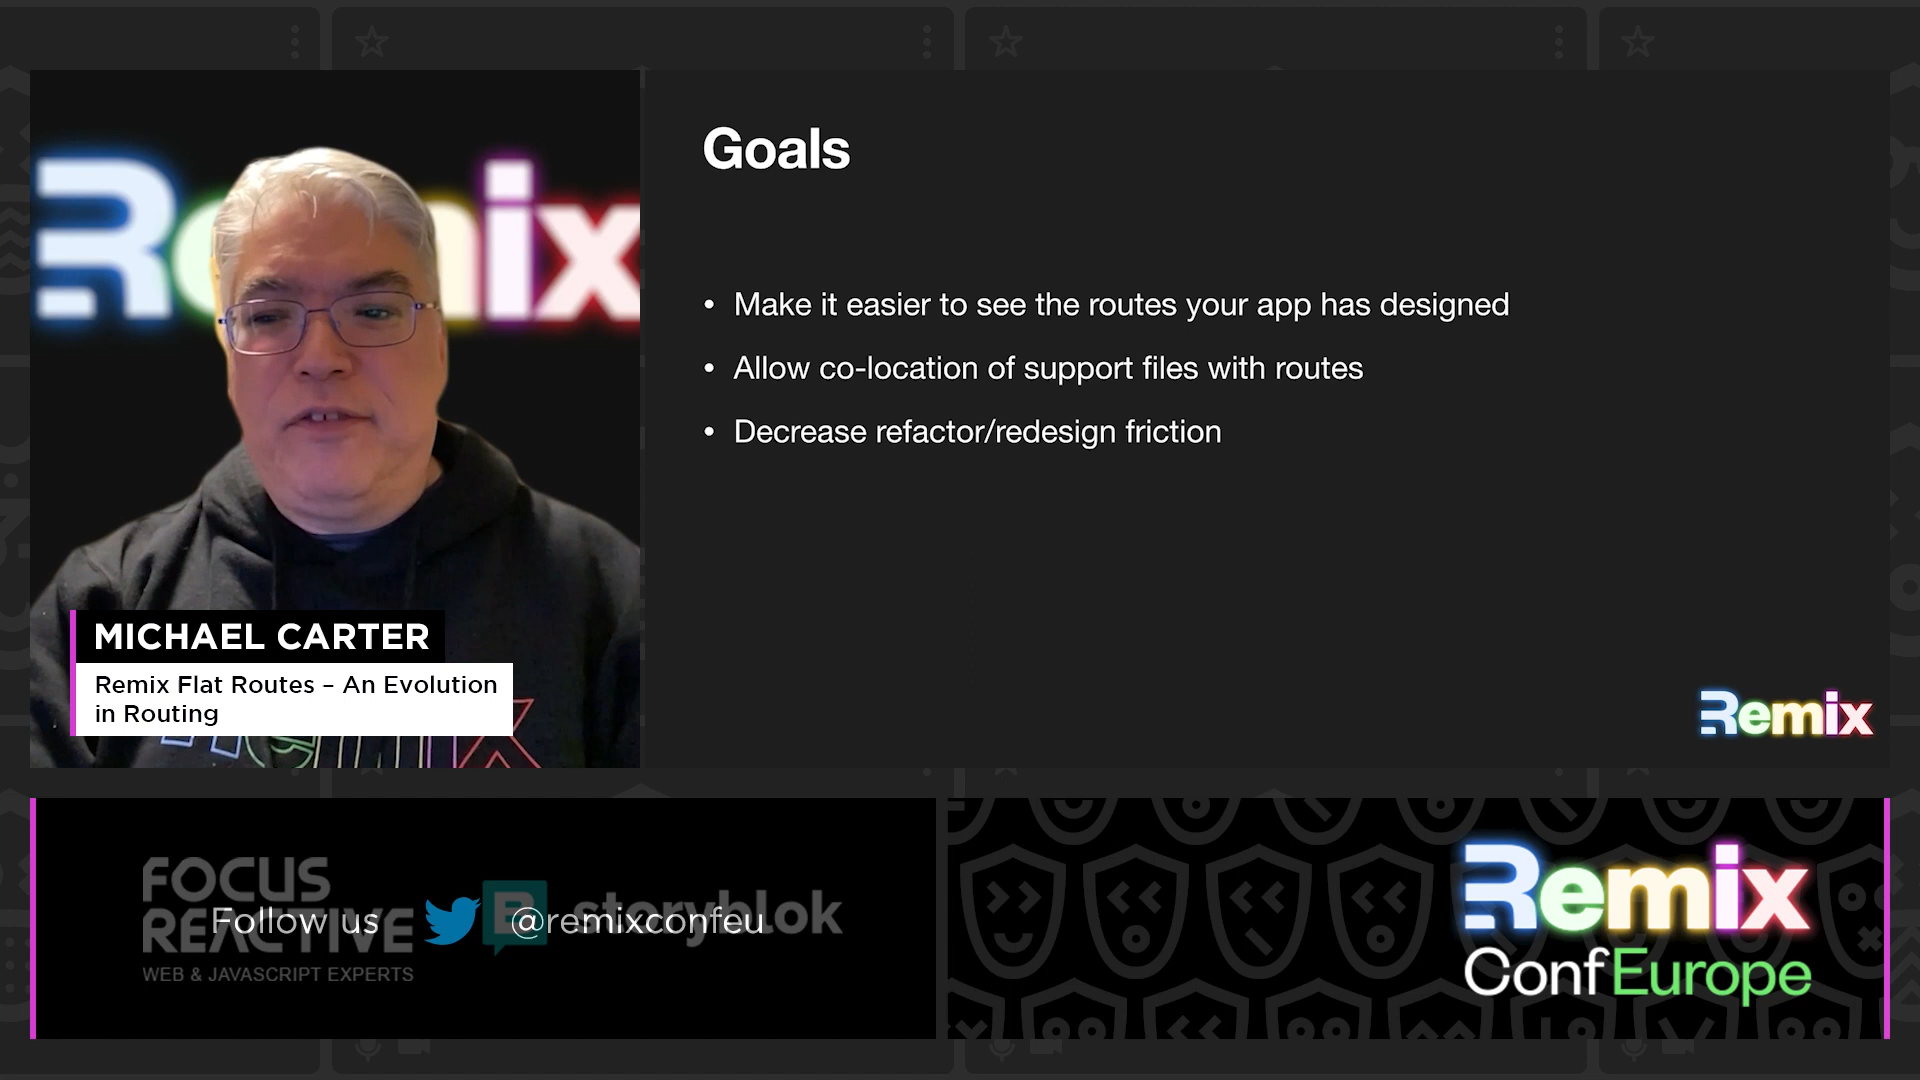 Remix
Goals
• Make it easier to see the routes your app has designed
• Allow co-location of support files with routes
• Decrease refactor/redesign friction
MICHAEL CARTER
Remix Flat Routes – An Evolution
in Routing
Remix
Remix
FOCUS
REACTIVE
WEB & JAVASCRIPT EXPERTS
Follow us @remixconfeu
storyblok
Remix
Conf Europe